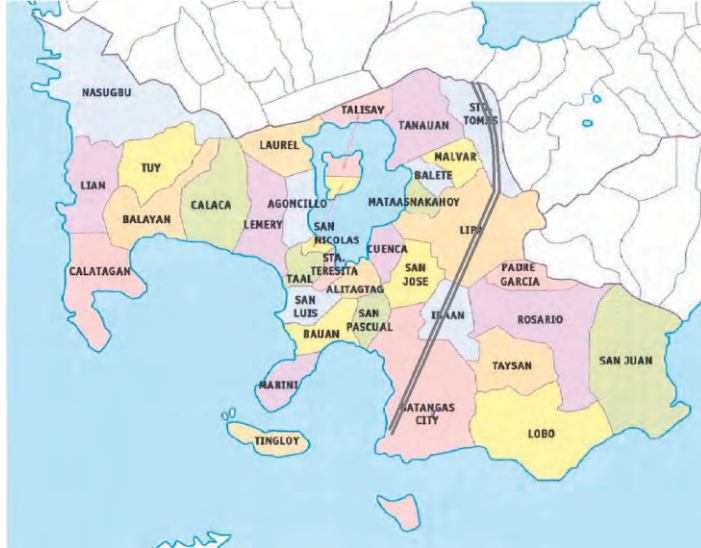 NASUGBU
TALISAY
STO.
TOMAS
TANAUAN
LAUREL
MALVAR
TUY
BALETE
LIAN
AGONCILLO
MATAASNAKAHOY
CALACA
BALAYAN
LEMERY
SAN
NICOLAS
LIPA
CUENCA
STA.
TERESITA
CALATAGAN
TAAL
SAN
JOSE
PADRE
GARCIA
ALITAGTAG
SAN
LUIS
SAN
PASCUAL
IBAAN
ROSARIO
BAUAN
SAN JUAN
TAYSAN
MABINI
BATANGAS
CITY
LOBO
TINGLOY